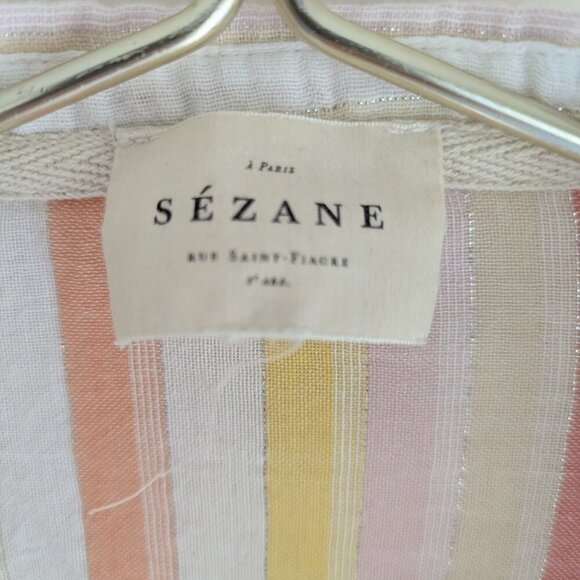 à Paris
SÉZANE
Rue Saint-Fiacre
2e arr.